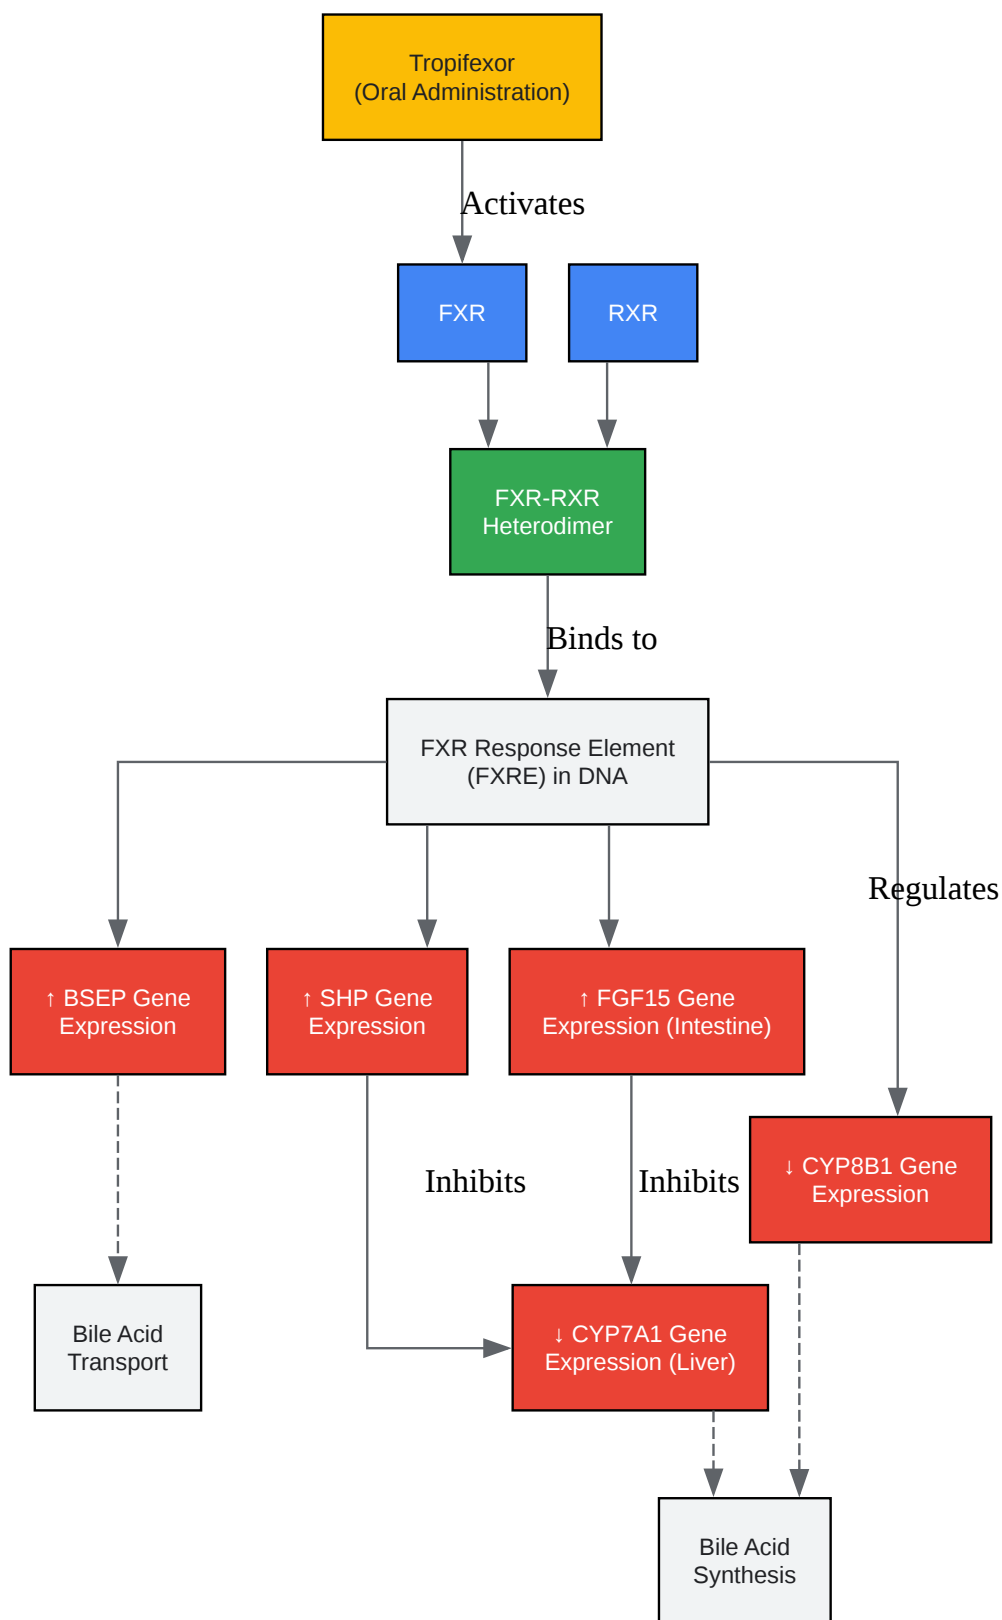 Tropifexor
(Oral Administration)
Activates
FXR
RXR
FXR-RXR
Heterodimer
Binds to
FXR Response Element
(FXRE) in DNA
Regulates
↑ BSEP Gene
Expression
↑ SHP Gene
Expression
↑ FGF15 Gene
Expression (Intestine)
Inhibits
Inhibits
↓ CYP8B1 Gene
Expression
Bile Acid
Transport
↓ CYP7A1 Gene
Expression (Liver)
Bile Acid
Synthesis